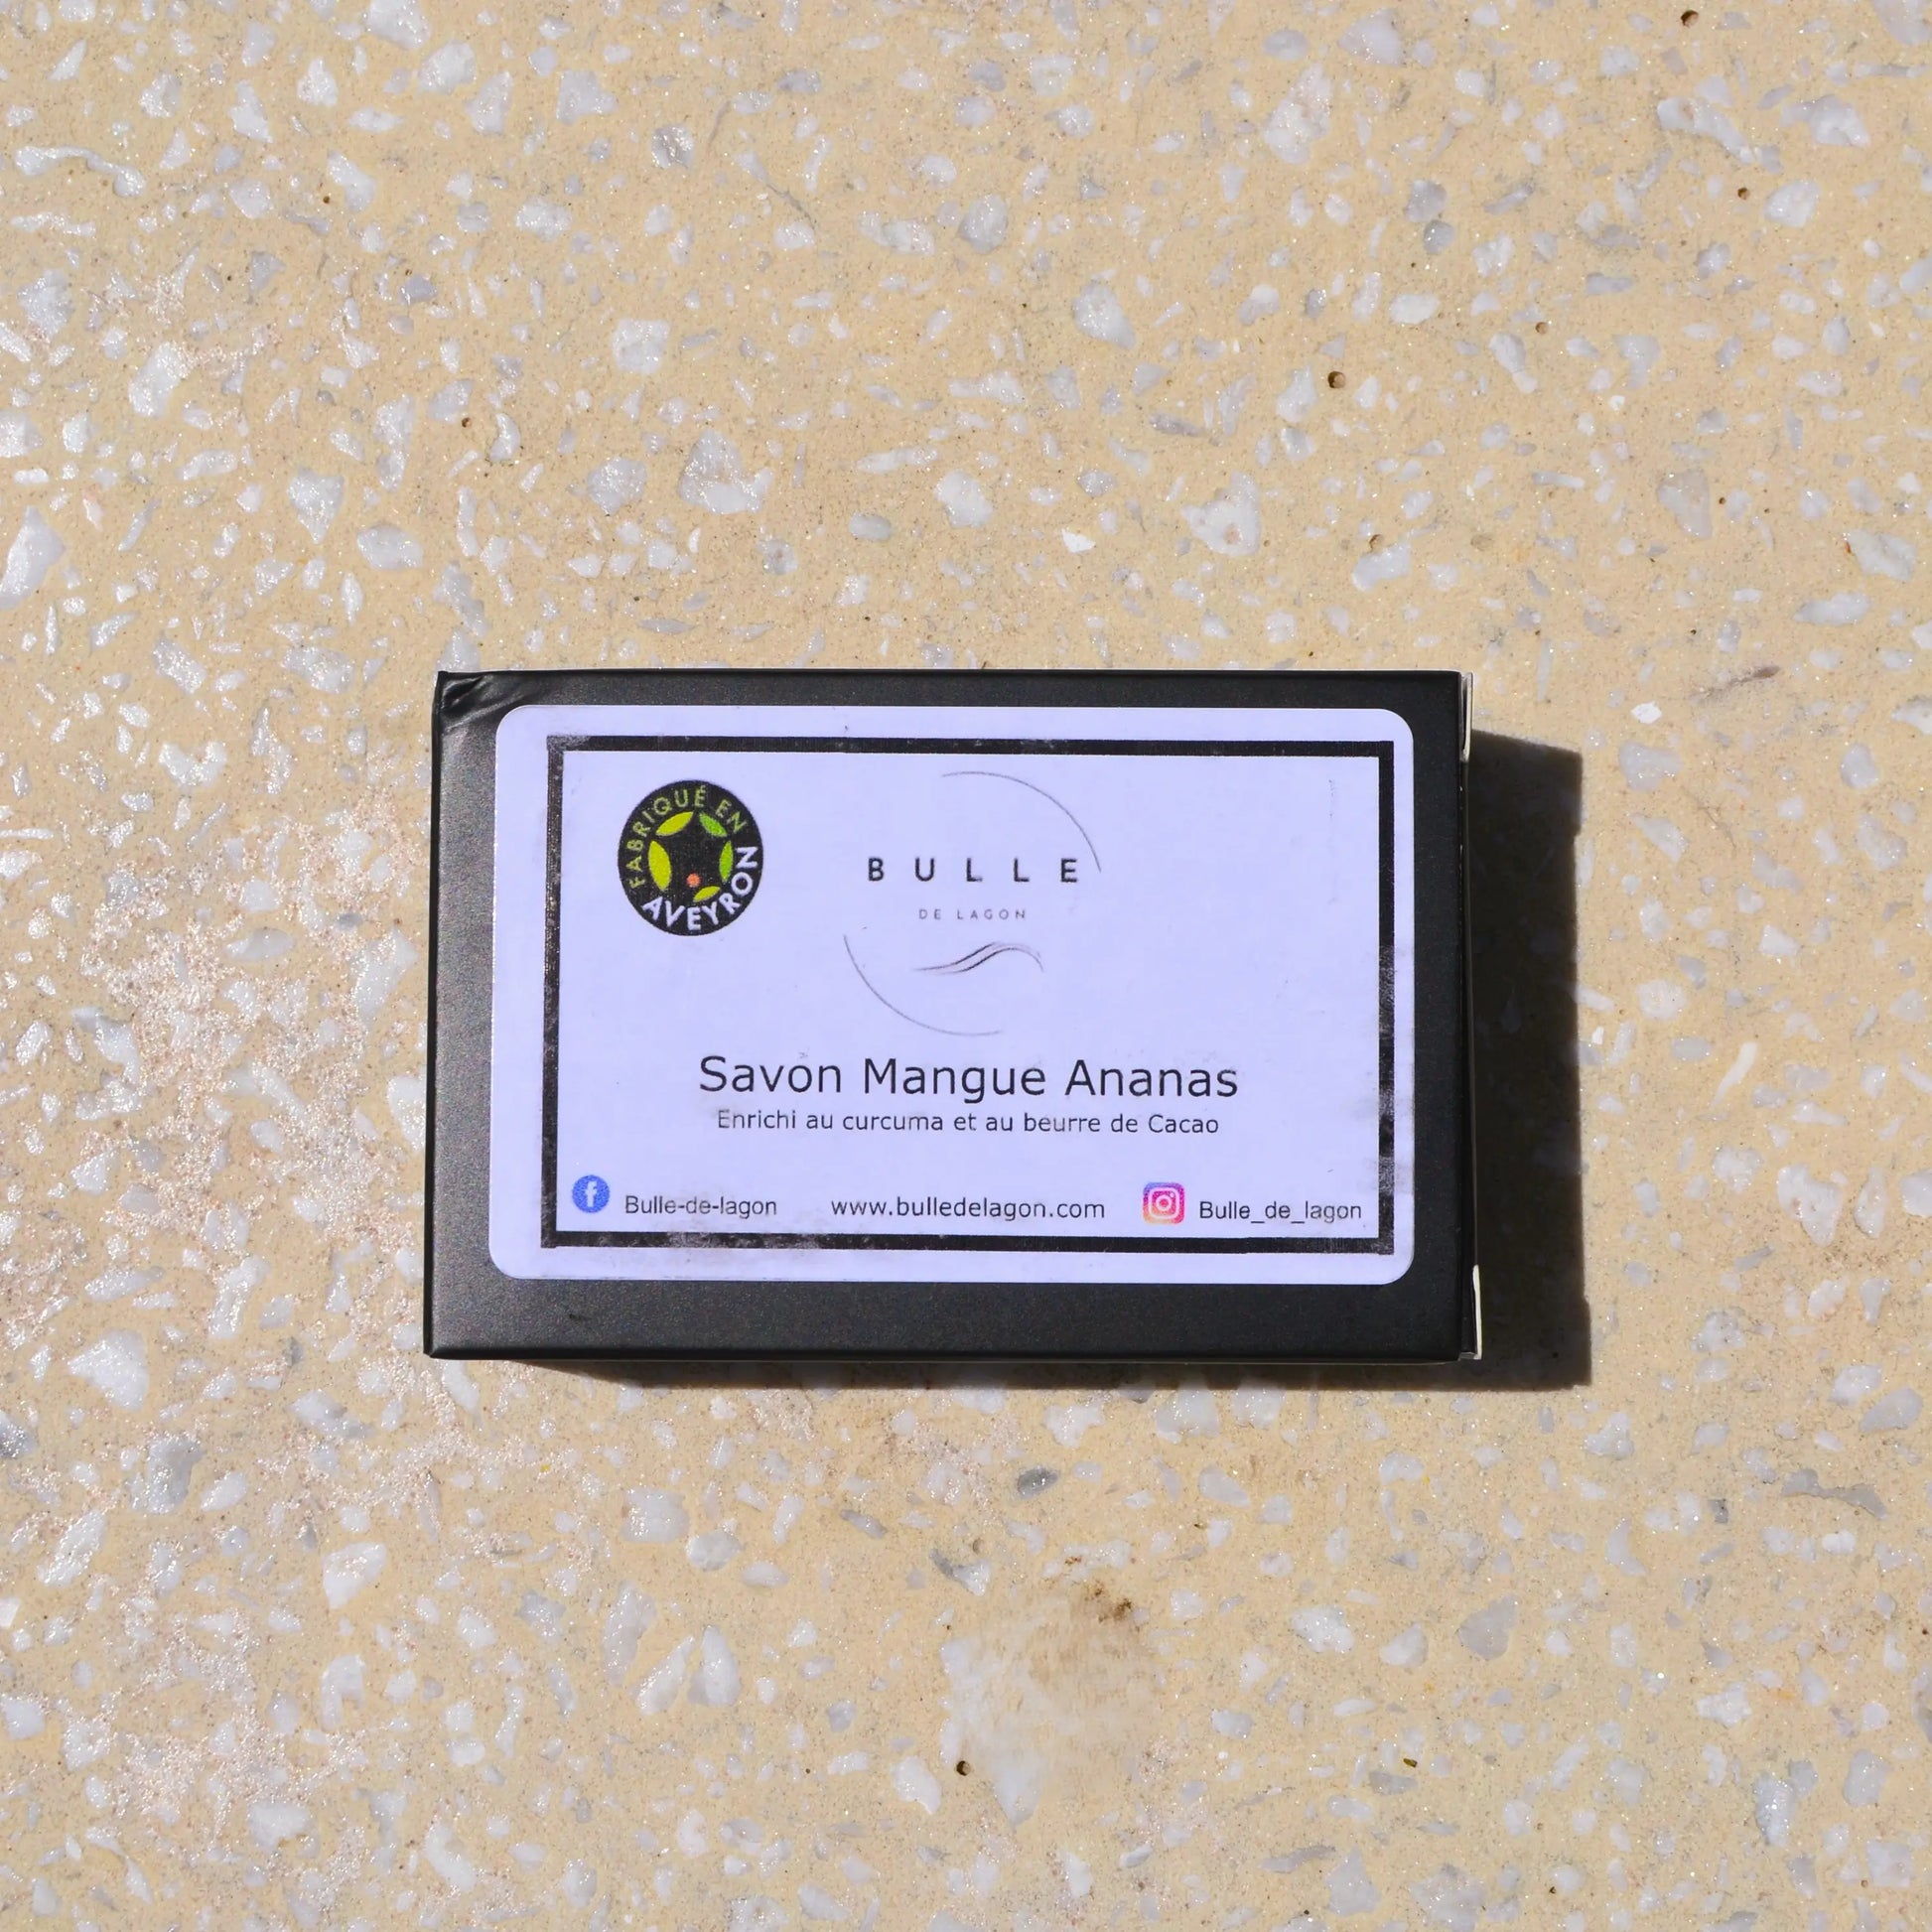 FABRIQUÉ EN
AVEYRON
BULLE
DE LAGON
Savon Mangue Ananas
Enrichi au curcuma et au beurre de Cacao
Bulle-de-lagon
www.bulledelagon.com
Bulle_de_lagon